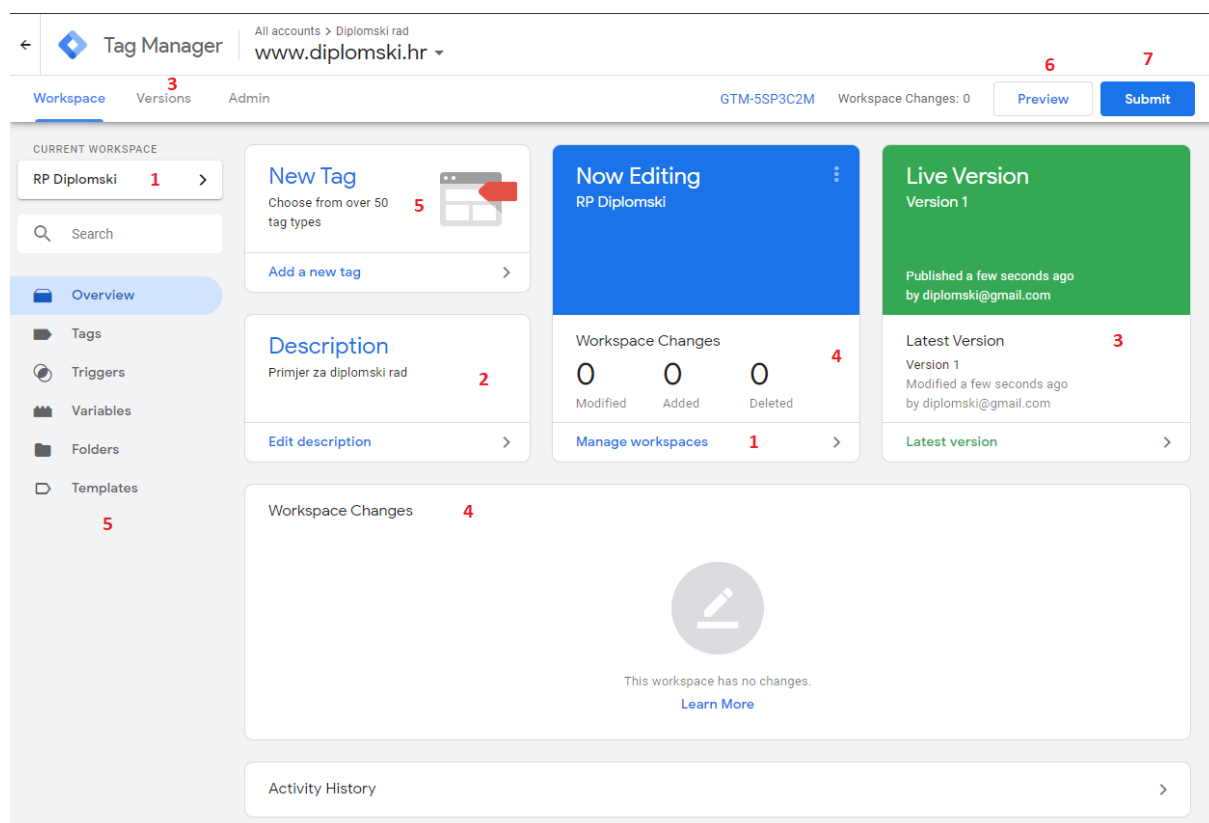 All accounts > Diplomski rad
Tag Manager
www.diplomski.hr
6
7
3
Workspace Versions Admin
GTM-5SP3C2M Workspace Changes: 0 Preview Submit
CURRENT WORKSPACE
RP Diplomski 1
Search
Overview
Tags
Triggers
Variables
Folders
Templates
5
New Tag
Choose from over 50
tag types
5
Add a new tag
Description
Primjer za diplomski rad
2
Edit description
Now Editing
RP Diplomski
Workspace Changes
4
0 0 0
Modified Added Deleted
Manage workspaces 1
Live Version
Version 1
Published a few seconds ago
by diplomski@gmail.com
Latest Version 3
Version 1
Modified a few seconds ago
by diplomski@gmail.com
Latest version
Workspace Changes 4
This workspace has no changes.
Learn More
Activity History